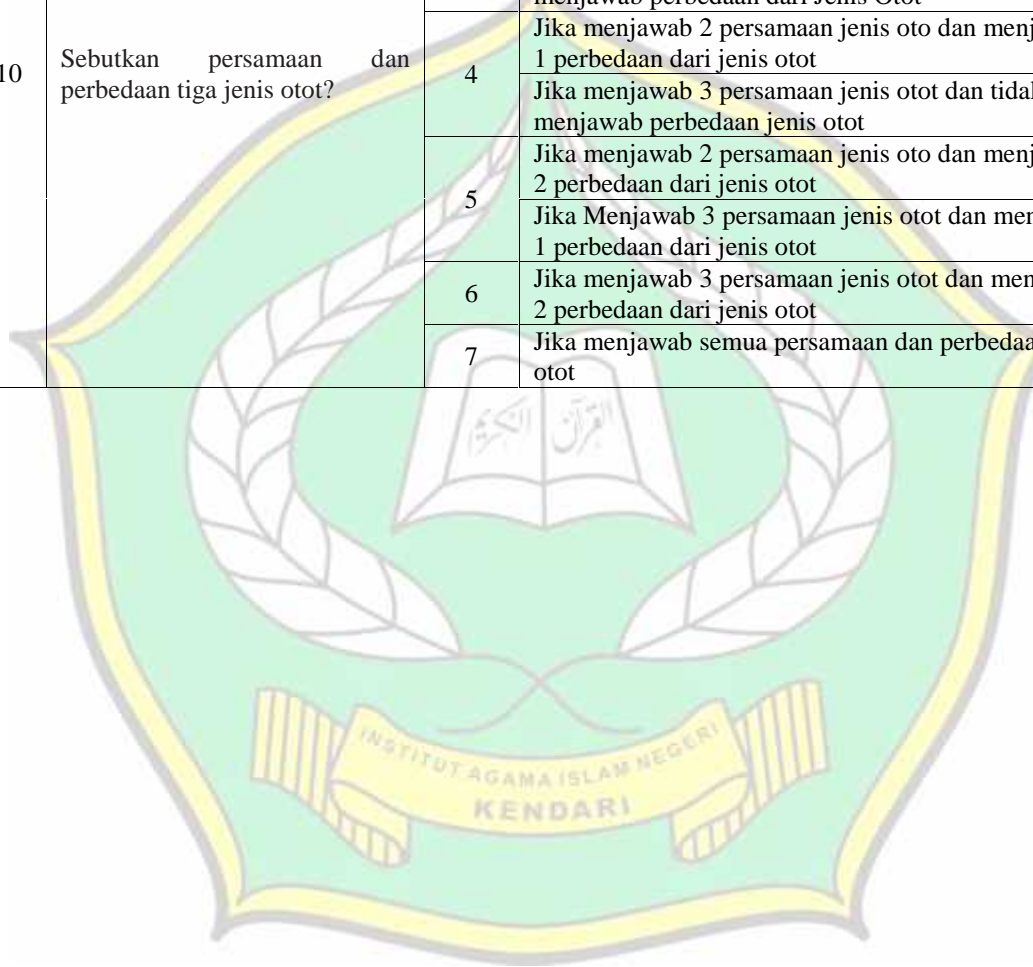 menjawab perbedaan dari Jenis Otot
10
Sebutkan persamaan dan
perbedaan tiga jenis otot?
4
Jika menjawab 2 persamaan jenis oto dan
1 perbedaan dari jenis otot
Jika menjawab 3 persamaan jenis otot dan
menjawab perbedaan jenis otot
5
Jika menjawab 2 persamaan jenis oto dan
2 perbedaan dari jenis otot
Jika Menjawab 3 persamaan jenis otot dan
1 perbedaan dari jenis otot
6
Jika menjawab 3 persamaan jenis otot dan
2 perbedaan dari jenis otot
7
Jika menjawab semua persamaan dan
otot
القرآن الكريم
INSTITUT AGAMA ISLAM NEGERI
KENDARI